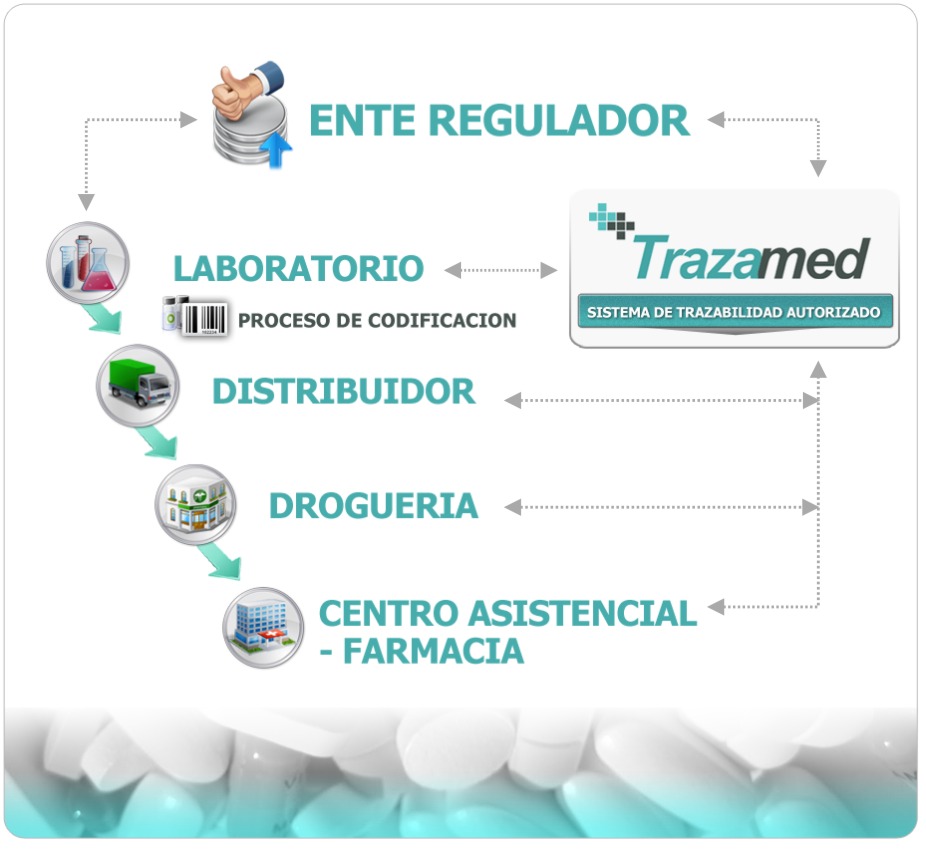 ENTE REGULADOR
Trazamed
SISTEMA DE TRAZABILIDAD AUTORIZADO
LABORATORIO
PROCESO DE CODIFICACION
DISTRIBUIDOR
DROGUERIA
CENTRO ASISTENCIAL
- FARMACIA